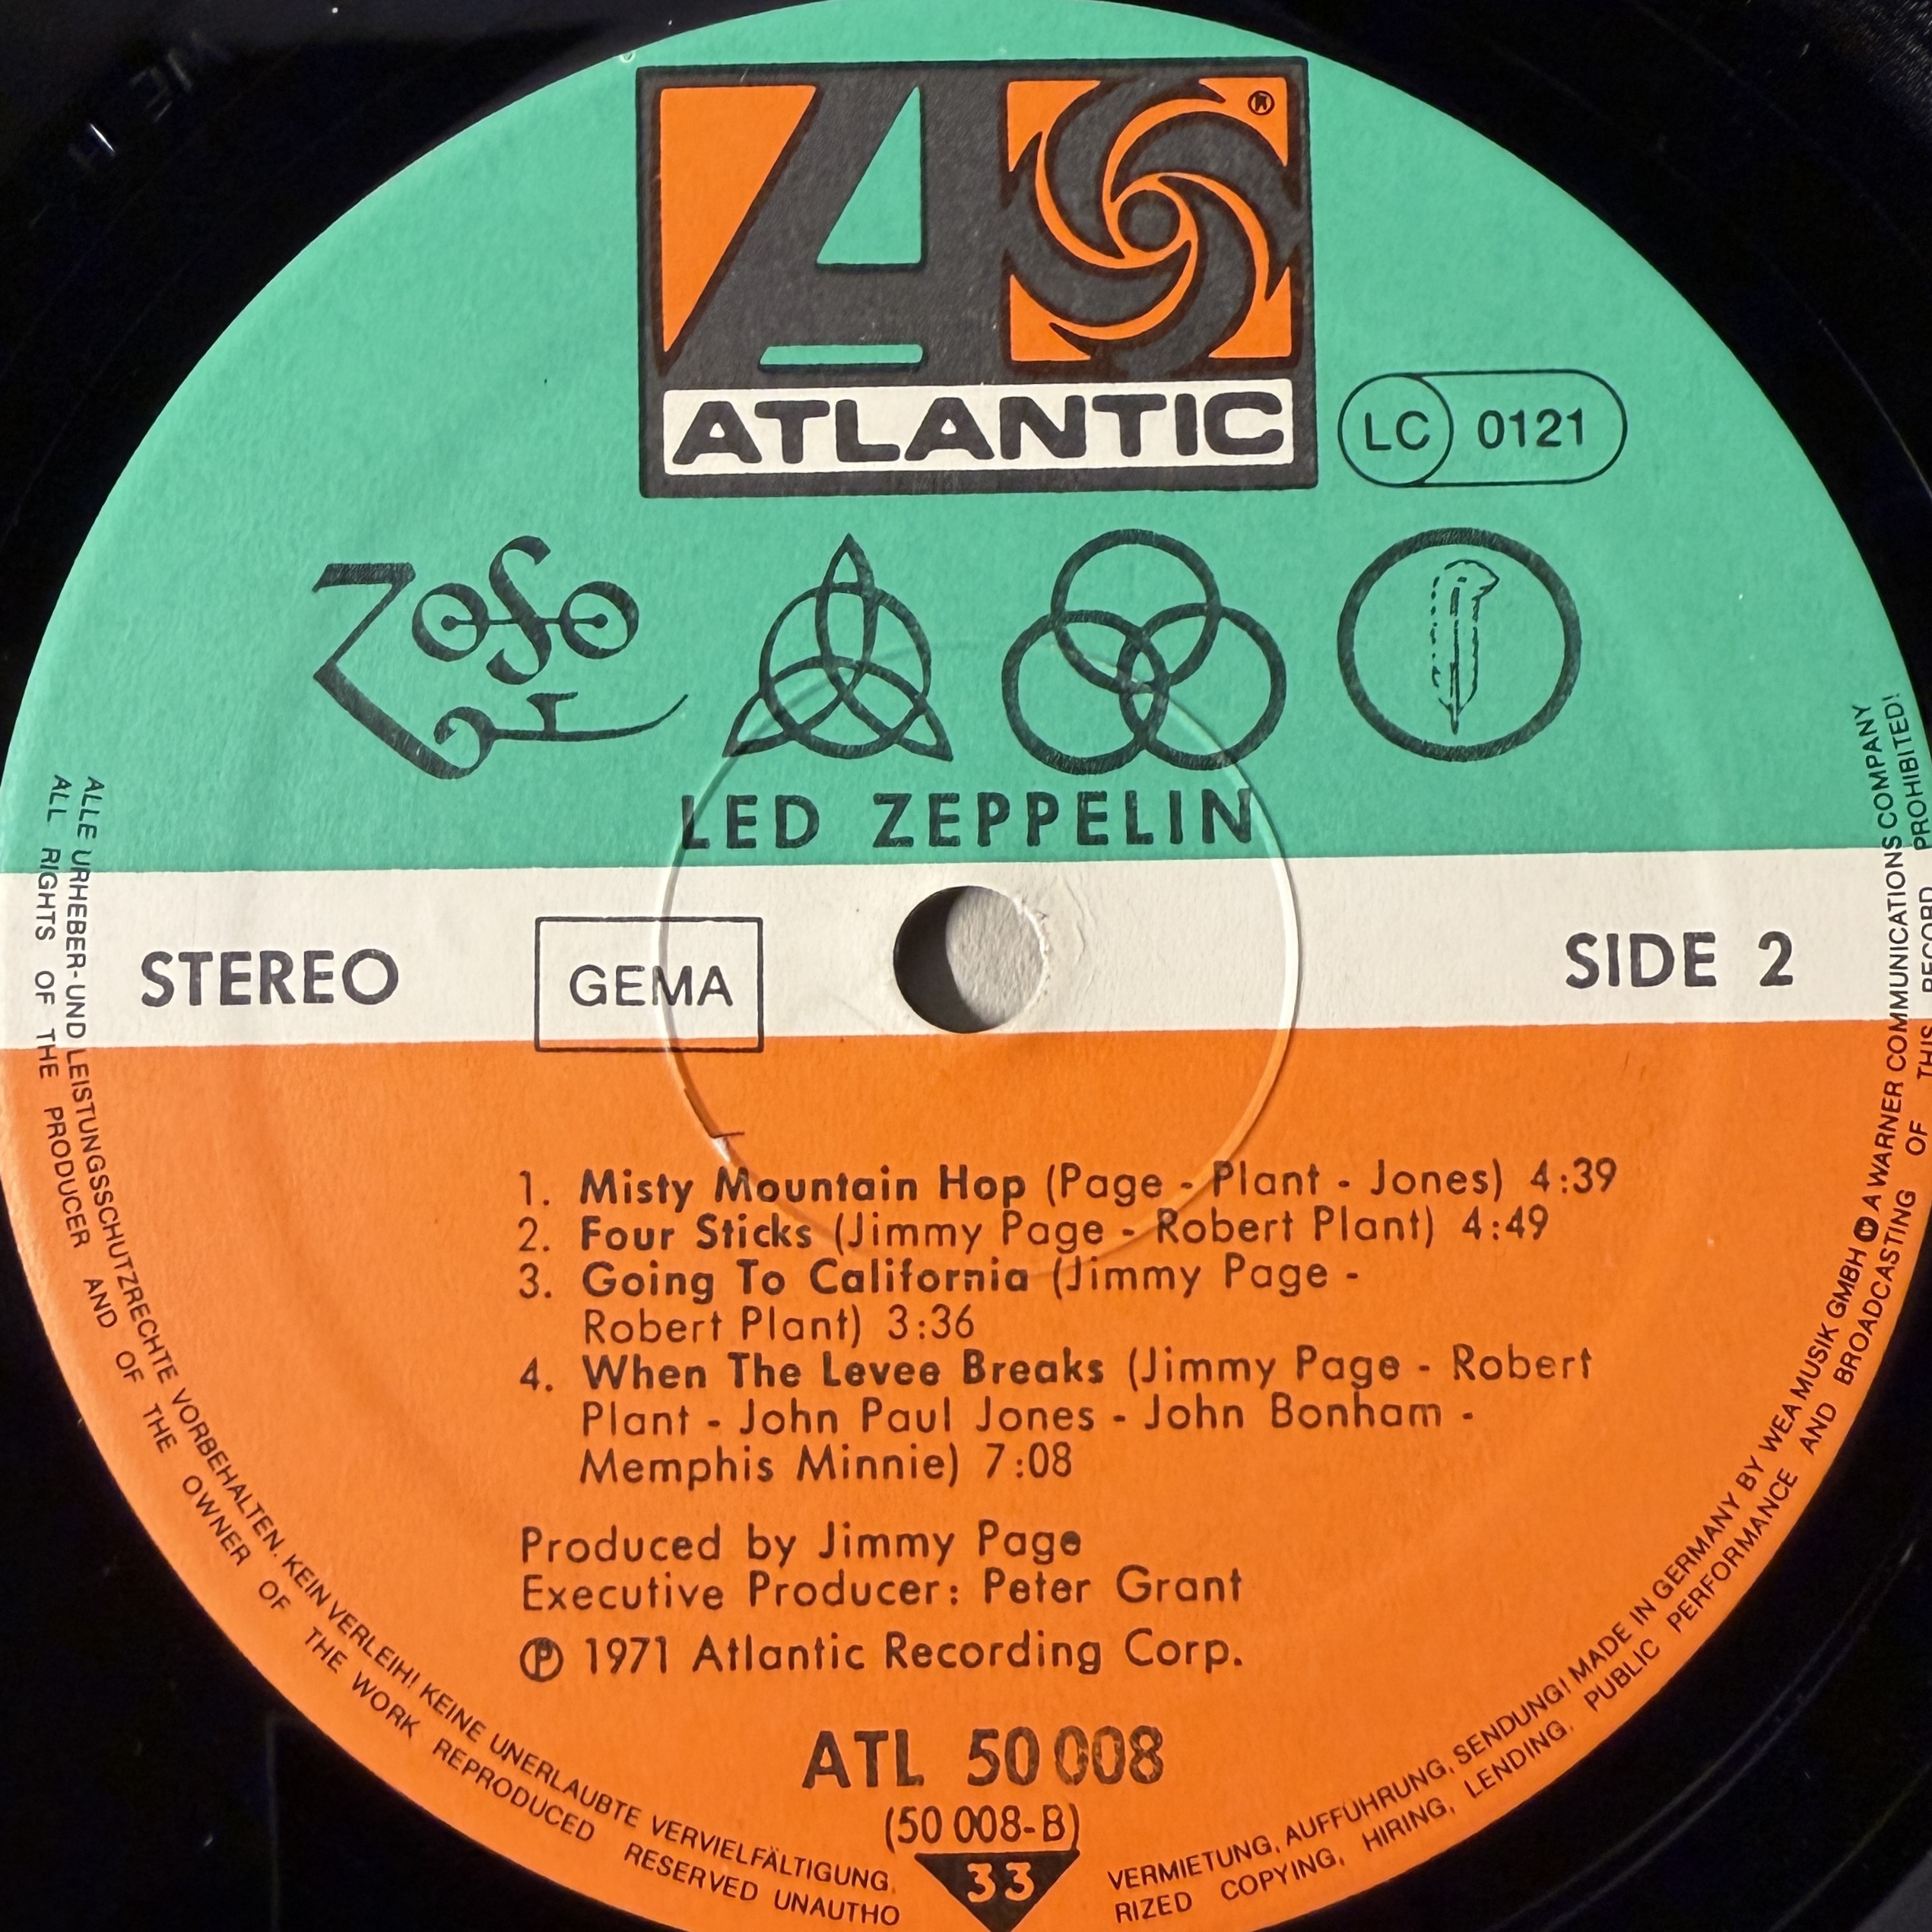 ®
ATLANTIC
LC 0121
LED ZEPPELIN
STEREO
GEMA
SIDE 2
1. Misty Mountain Hop (Page - Plant - Jones) 4:39
2. Four Sticks (Jimmy Page - Robert Plant) 4:49
3. Going To California (Jimmy Page -
Robert Plant) 3:36
4. When The Levee Breaks (Jimmy Page - Robert
Plant - John Paul Jones - John Bonham -
Memphis Minnie) 7:08
Produced by Jimmy Page
Executive Producer: Peter Grant
℗ 1971 Atlantic Recording Corp.
ATL 50 008
(50 008-B)
33
ALLE URHEBER-UND LEISTUNGSSCHUTZRECHTE VORBEHALTEN. KEIN VERLEIH! KEINE UNERLAUBTE VERVIELFÄLTIGUNG, VERMIETUNG, AUFFÜHRUNG, SENDUNG! MADE IN GERMANY BY WEA MUSIK GMBH A WARNER COMMUNICATIONS COMPANY
ALL RIGHTS OF THE PRODUCER AND OF THE OWNER OF THE WORK REPRODUCED RESERVED UNAUTHORIZED COPYING, HIRING, LENDING, PUBLIC PERFORMANCE AND BROADCASTING OF THIS RECORD PROHIBITED!